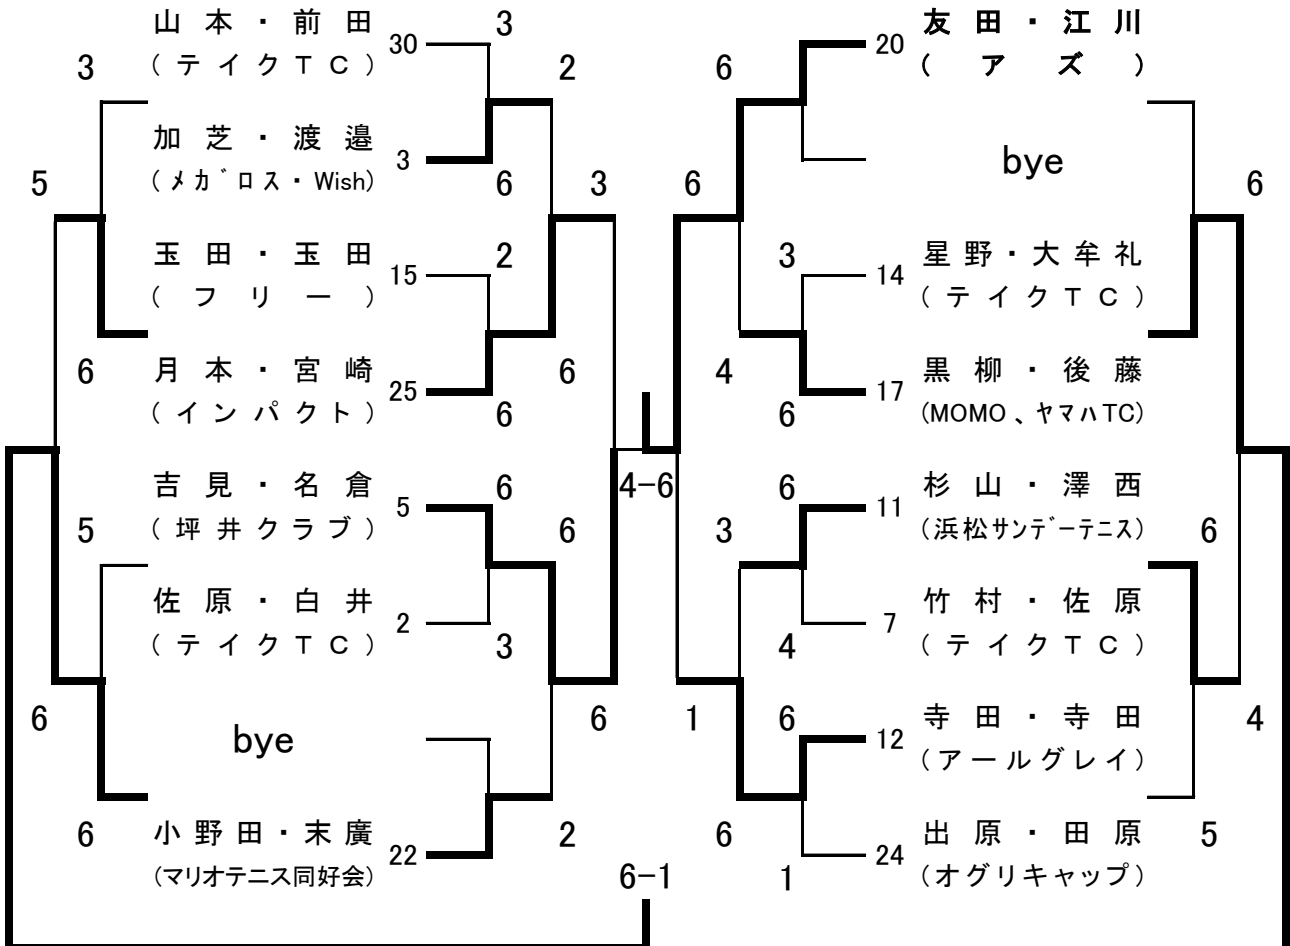 山本・前田
30
3
(テイクTC)
3
2
加芝・渡邉
3
(メガロス・Wish)
6
5
3
玉田・玉田
15
2
(フリー)
6
月本・宮崎
25
6
(インパクト)
6
吉見・名倉
5
6
(坪井クラブ)
5
6
佐原・白井
2
(テイクTC)
3
6
bye
6
6
小野田・末廣
22
2
(マリオテニス同好会)
4-6
6-1
友田・江川
20
6
(アズ)
bye
6
6
3
14
星野・大牟礼
(テイクTC)
4
17
黒柳・後藤
6
(MOMO、ヤマハTC)
6
11
杉山・澤西
3
(浜松サンデーテニス)
6
7
竹村・佐原
4
(テイクTC)
1
6
12
寺田・寺田
4
(アールグレイ)
6
24
出原・田原
5
1
(オグリキャップ)